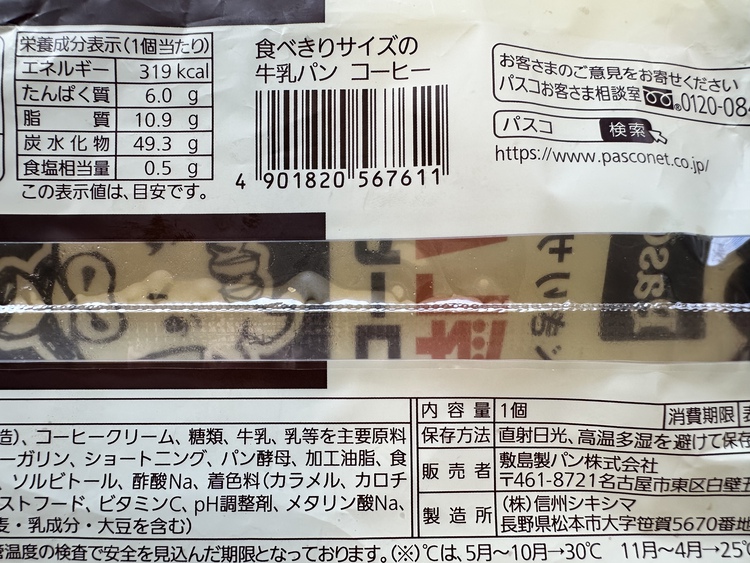 栄養成分表示(1個当たり)
エネルギー 319 kcal
たんぱく質 6.0 g
脂質 10.9 g
炭水化物 49.3 g
食塩相当量 0.5 g
この表示値は、目安です。
食べきりサイズの
牛乳パン コーヒー
4 901820 567611
お客さまのご意見をお寄せください
パスコお客さま相談室 0120-08
パスコ 検索
https://www.pasconet.co.jp/
造)、コーヒークリーム、糖類、牛乳、乳等を主要原料
ーガリン、ショートニング、パン酵母、加工油脂、食
、ソルビトール、酢酸Na、着色料(カラメル、カロチ
ストフード、ビタミンC、pH調整剤、メタリン酸Na、
麦・乳成分・大豆を含む)
内容量 1個 消費期限
保存方法 直射日光、高温多湿を避けて保存
販売者 敷島製パン株式会社
〒461-8721名古屋市東区白壁五
製造所 (株)信州シキシマ
長野県松本市大字笹賀5670番地
温度の検査で安全を見込んだ期限となっております。(※)℃は、5月~10月→30℃ 11月~4月→25℃